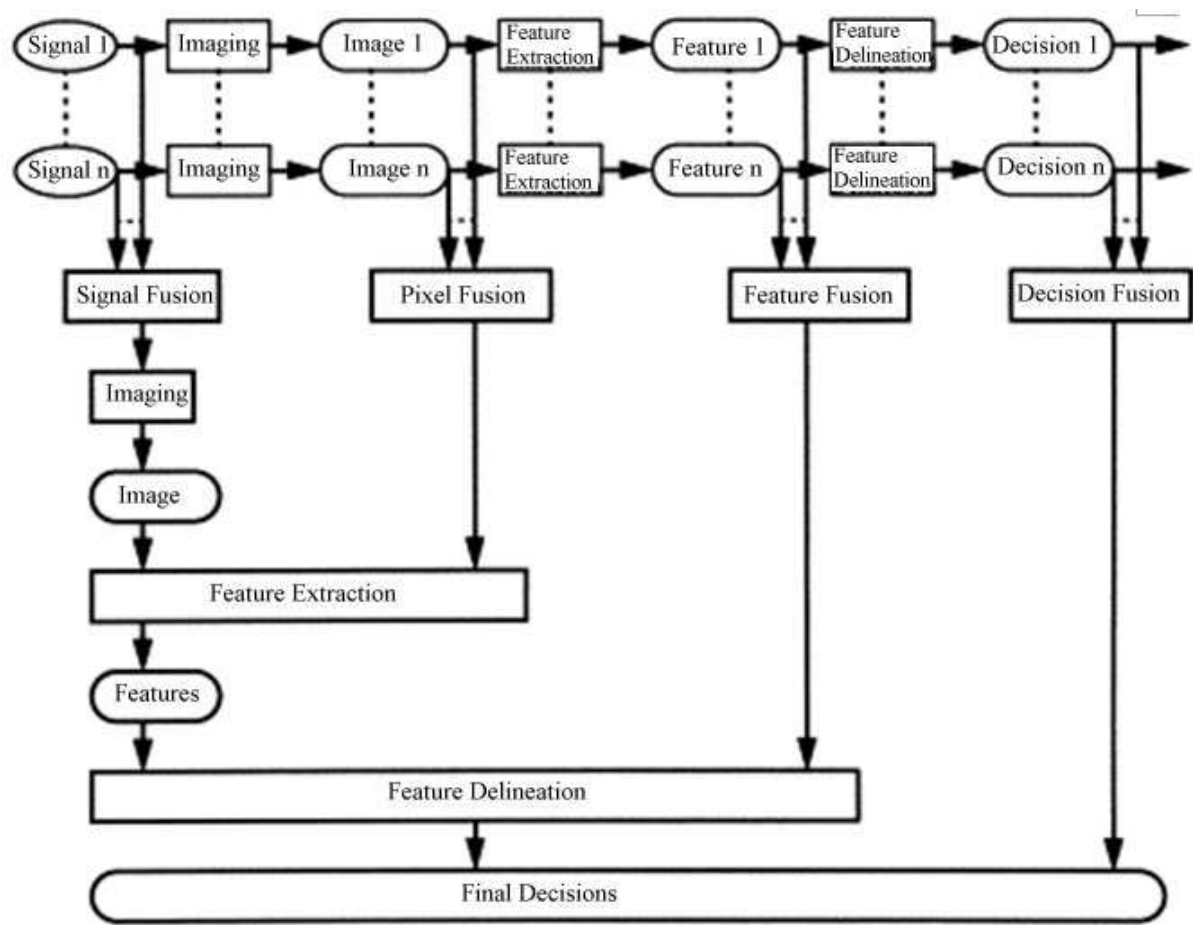 Signal 1
Imaging
Image 1
Feature
Extraction
Feature 1
Feature
Delineation
Decision 1
Signal n
Imaging
Image n
Feature
Extraction
Feature n
Feature
Delineation
Decision n
Signal Fusion
Pixel Fusion
Feature Fusion
Decision Fusion
Imaging
Image
Feature Extraction
Features
Feature Delineation
Final Decisions